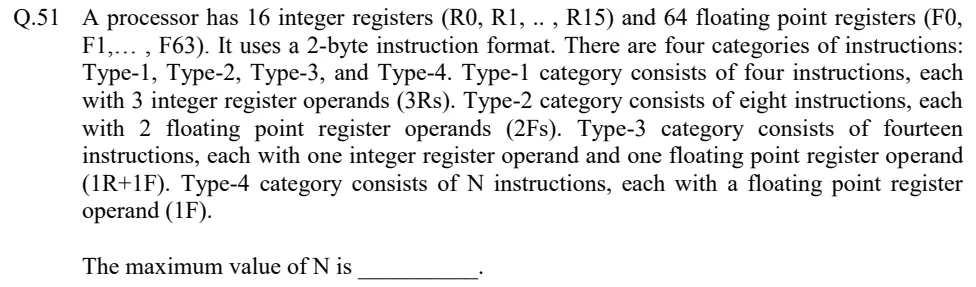 Q.51 A processor has 16 integer registers (R0, R1, .. , R15) and 64 floating point registers (F0,
F1,… , F63). It uses a 2-byte instruction format. There are four categories of instructions:
Type-1, Type-2, Type-3, and Type-4. Type-1 category consists of four instructions, each
with 3 integer register operands (3Rs). Type-2 category consists of eight instructions, each
with 2 floating point register operands (2Fs). Type-3 category consists of fourteen
instructions, each with one integer register operand and one floating point register operand
(1R+1F). Type-4 category consists of N instructions, each with a floating point register
operand (1F).
The maximum value of N is __________.